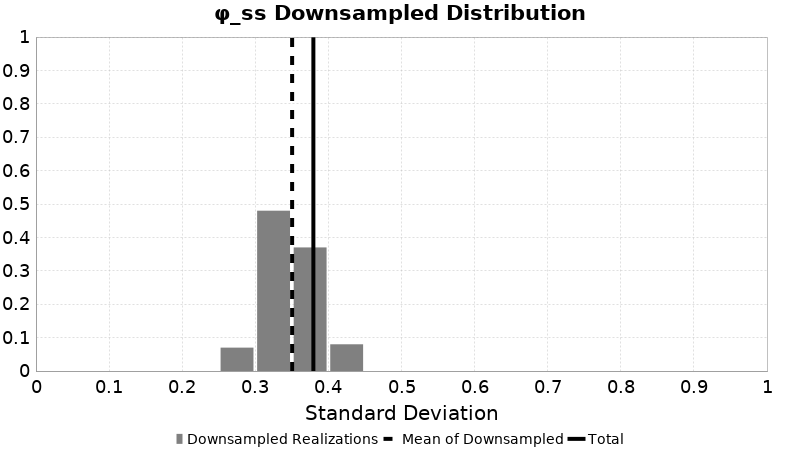 φ_ss Downsampled Distribution
1
0.9
0.8
0.7
0.6
0.5
0.4
0.3
0.2
0.1
0
0 0.1 0.2 0.3 0.4 0.5 0.6 0.7 0.8 0.9 1
Standard Deviation
Downsampled Realizations Mean of Downsampled Total